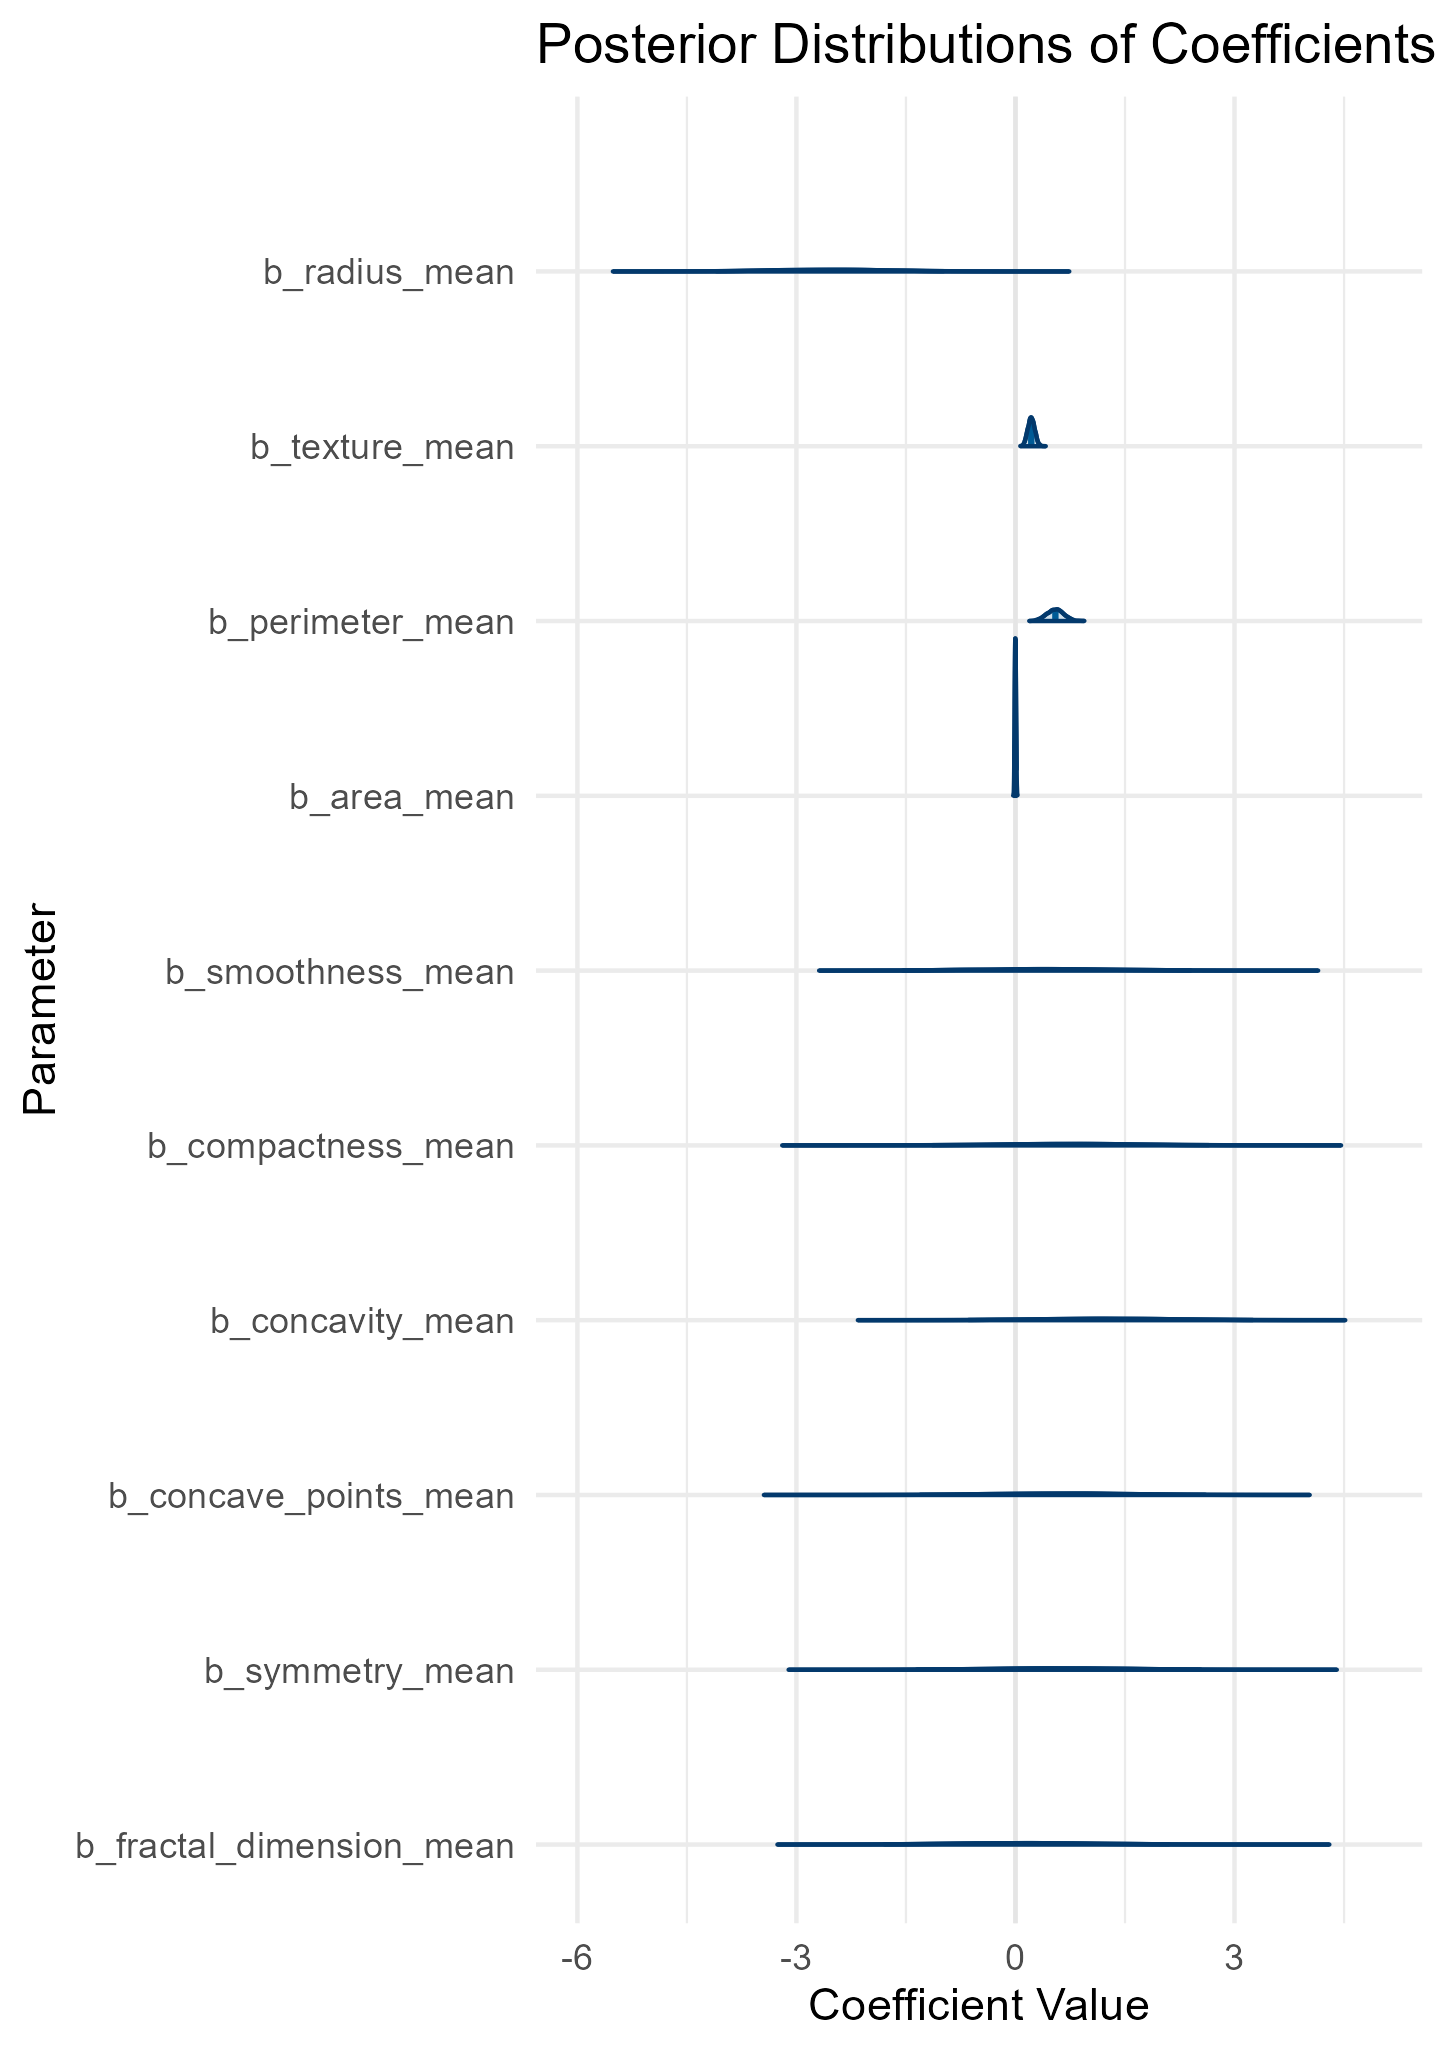 Posterior Distributions of Coefficients
b_radius_mean
b_texture_mean
b_perimeter_mean
b_area_mean
b_smoothness_mean
b_compactness_mean
b_concavity_mean
b_concave_points_mean
b_symmetry_mean
b_fractal_dimension_mean
Parameter
-6 -3 0 3
Coefficient Value